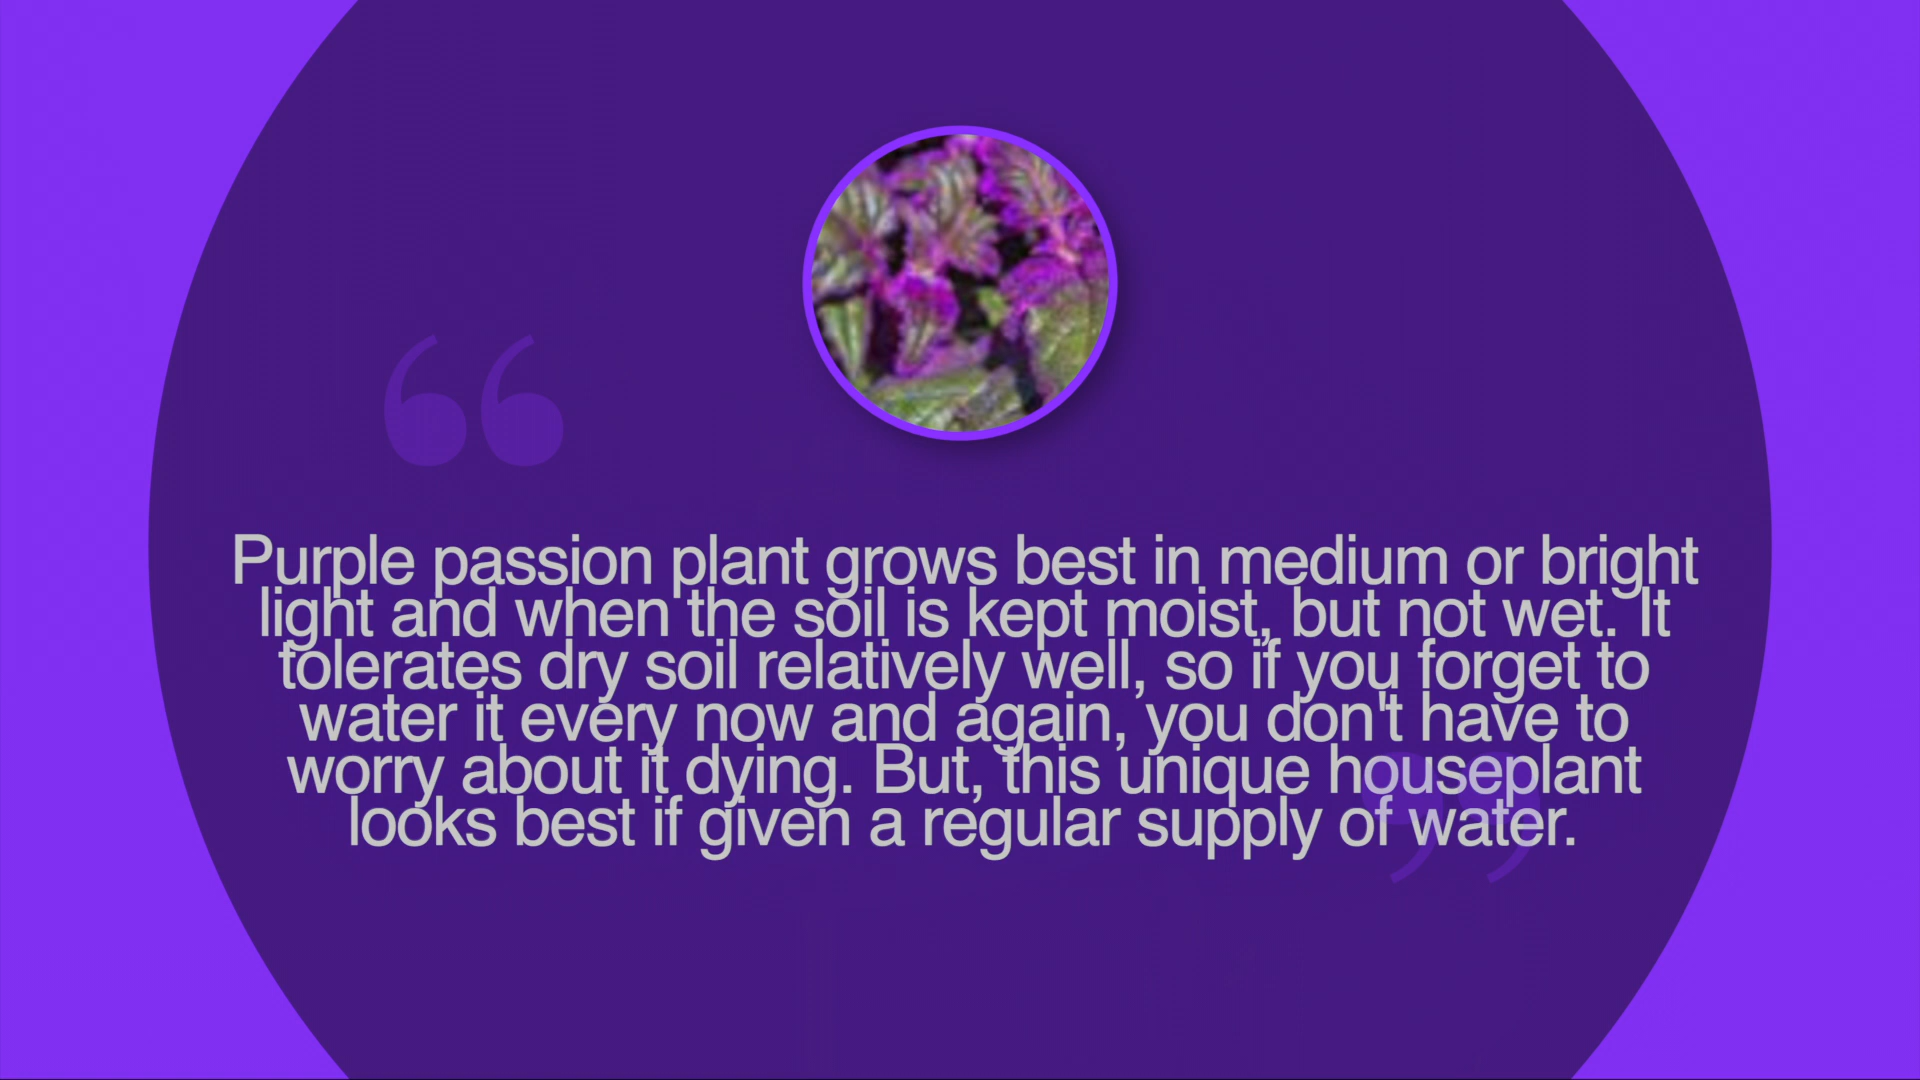 Purple passion plant grows best in medium or bright
light and when the soil is kept moist, but not wet. It
tolerates dry soil relatively well, so if you forget to
water it every now and again, you don't have to
worry about it dying. But, this unique houseplant
looks best if given a regular supply of water.